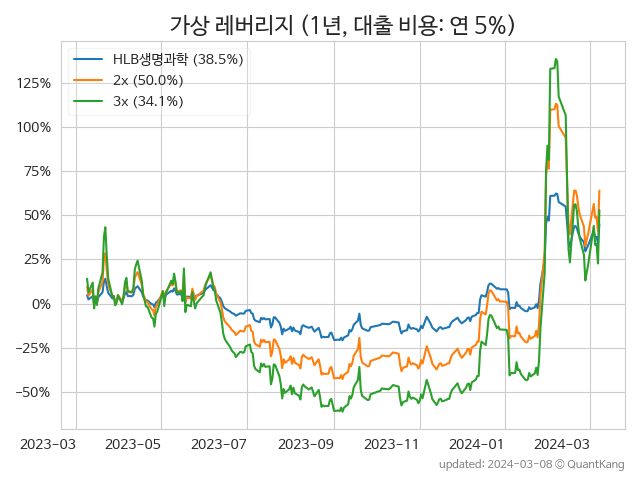 가상 레버리지 (1년, 대출 비용: 연 5%)
HLB생명과학 (38.5%)
2x (50.0%)
3x (34.1%)
125%
100%
75%
50%
25%
0%
−25%
−50%
2023-03 2023-05 2023-07 2023-09 2023-11 2024-01 2024-03
updated: 2024-03-08 © QuantKang